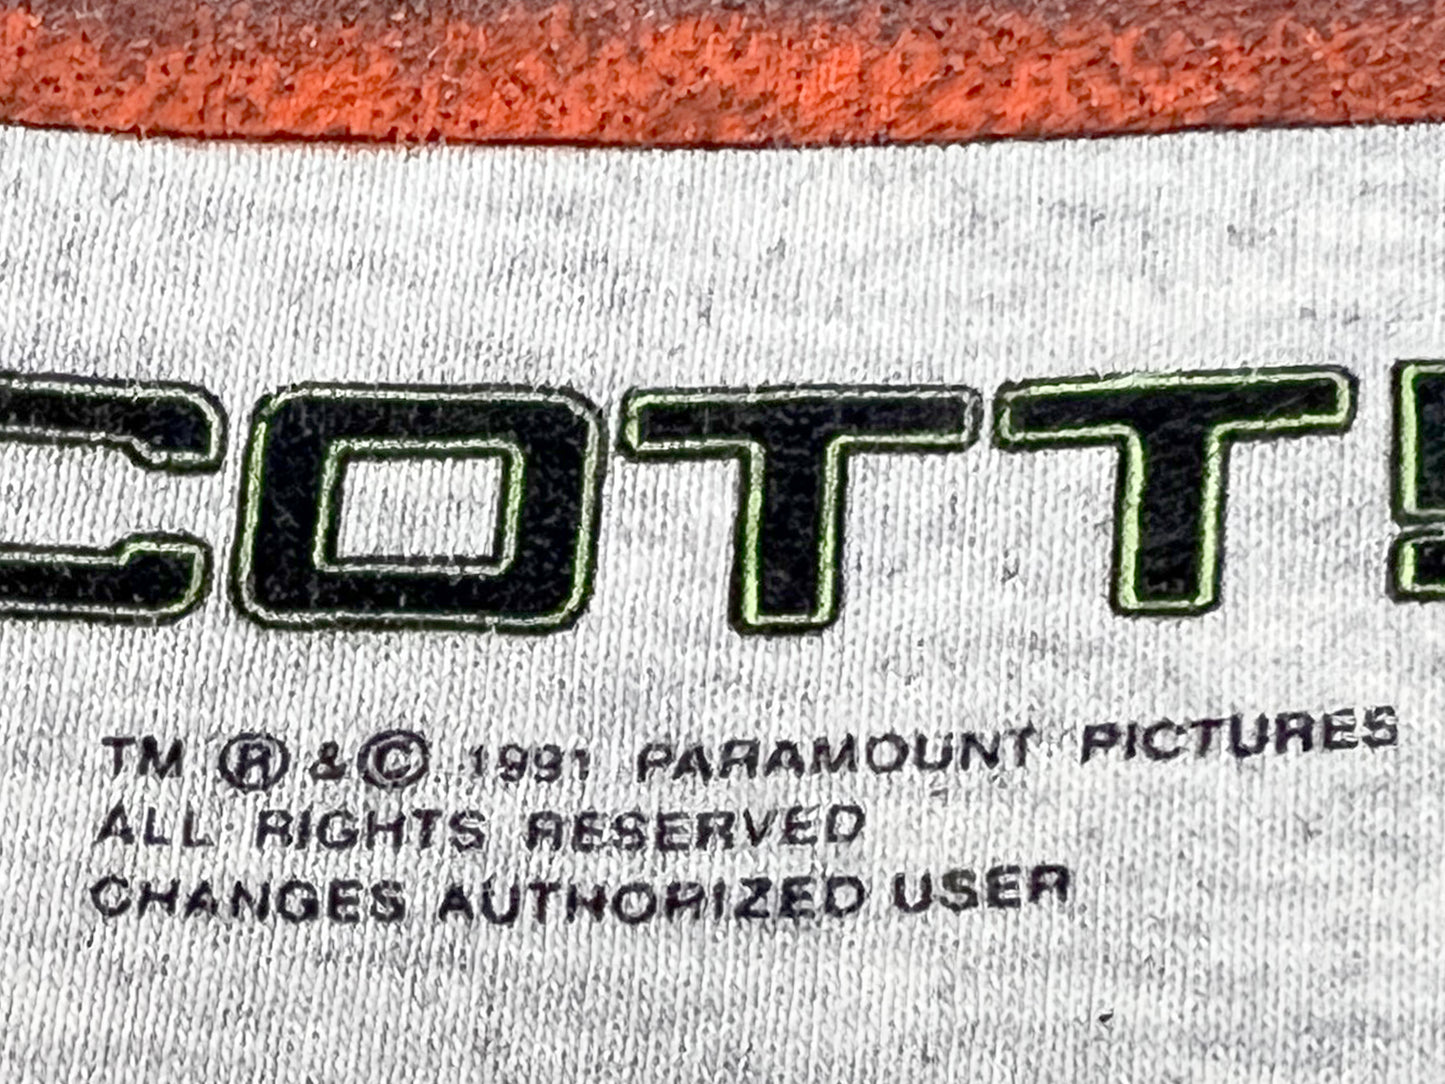 COTT!
TM ® & © 1991 PARAMOUNT PICTURES
ALL RIGHTS RESERVED
CHANGES AUTHORIZED USER